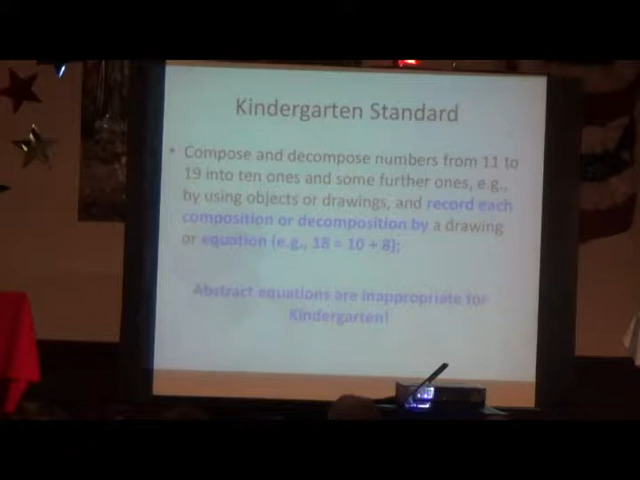 Kindergarten Standard
• Compose and decompose numbers from 11 to
19 into ten ones and some further ones, e.g.,
by using objects or drawings, and record each
composition or decomposition by a drawing
or equation (e.g., 18 = 10 + 8);
Abstract equations are inappropriate for
Kindergarten!